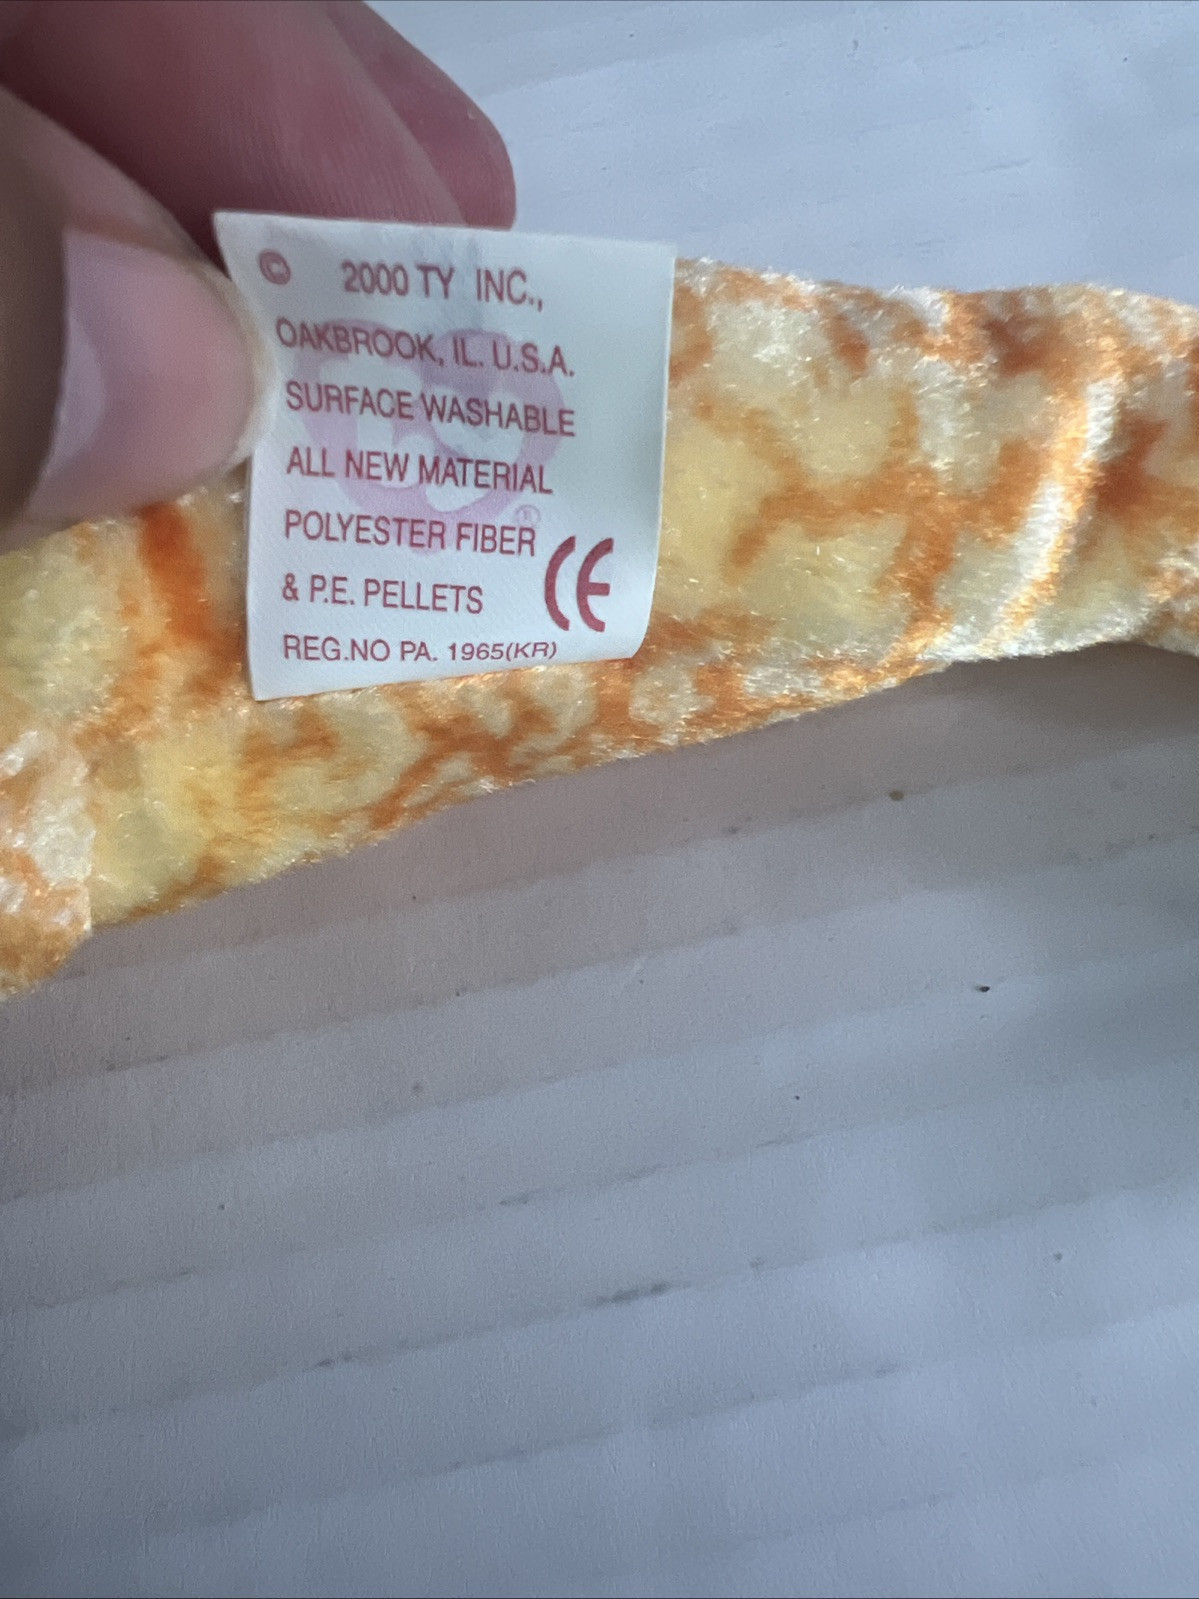 © 2000 TY INC.,
OAKBROOK, IL. U.S.A.
SURFACE WASHABLE
ALL NEW MATERIAL
POLYESTER FIBER
& P.E. PELLETS
REG.NO PA. 1965(KR)
CE
®